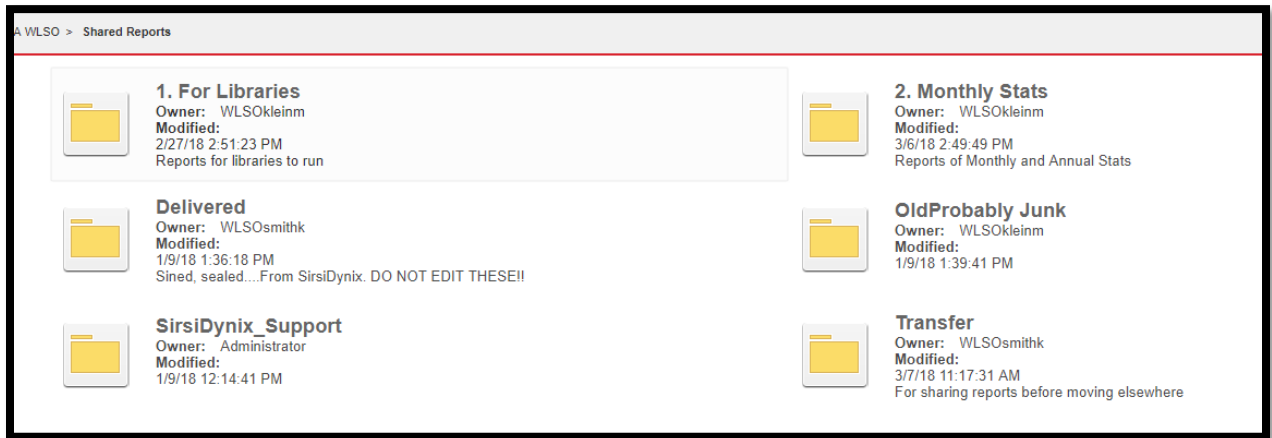 A WLSO > Shared Reports
1. For Libraries
Owner: WLSOkleinm
Modified:
2/27/18 2:51:23 PM
Reports for libraries to run
2. Monthly Stats
Owner: WLSOkleinm
Modified:
3/6/18 2:49:49 PM
Reports of Monthly and Annual Stats
Delivered
Owner: WLSOsmithk
Modified:
1/9/18 1:36:18 PM
Sined, sealed....From SirsiDynix. DO NOT EDIT THESE!!
OldProbably Junk
Owner: WLSOkleinm
Modified:
1/9/18 1:39:41 PM
SirsiDynix_Support
Owner: Administrator
Modified:
1/9/18 12:14:41 PM
Transfer
Owner: WLSOsmithk
Modified:
3/7/18 11:17:31 AM
For sharing reports before moving elsewhere